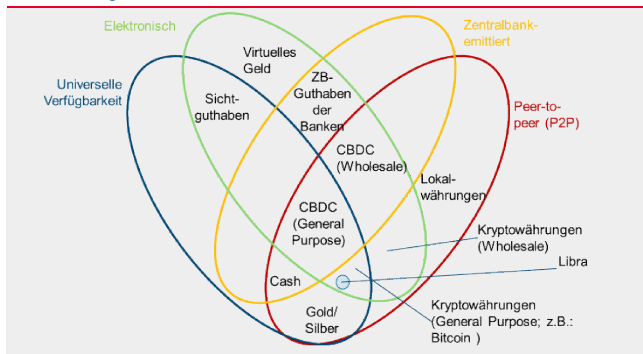 Elektronisch
Zentralbank-
emittiert
Virtuelles
Geld
ZB-
Guthaben
der
Banken
Universelle
Verfügbarkeit
Sicht-
guthaben
Peer-to-
peer (P2P)
CBDC
(Wholesale)
Lokal-
währungen
CBDC
(General
Purpose)
Kryptowährungen
(Wholesale)
Libra
Cash
Gold/
Silber
Kryptowährungen
(General Purpose; z.B.:
Bitcoin )